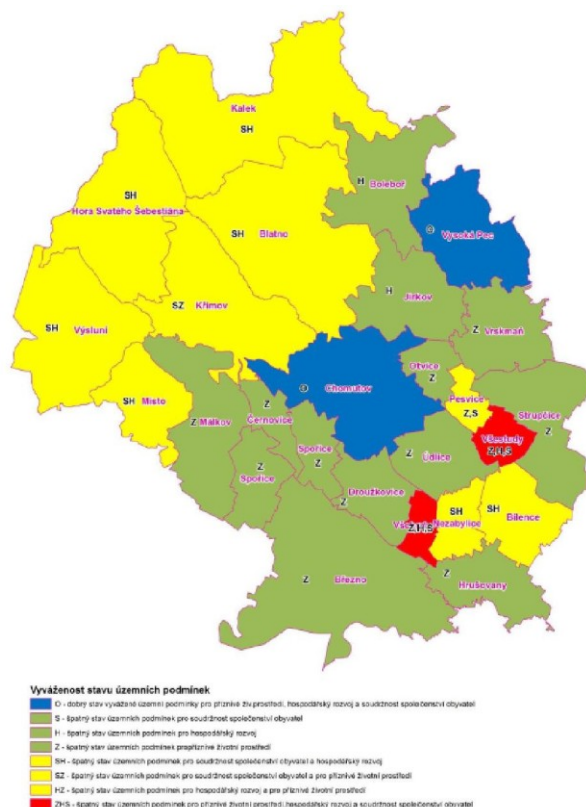 Kalek
SH
H
Boleboř
SH
Hora Svatého Šebestiána
SH
Blatno
O
Vysoká Pec
SZ
Křimov
H
Jirkov
SH
Výsluní
Z
Vrskmaň
Otvice
Z
O
Chomutov
SH
Místo
Pesvice
Z,S
Z
Málkov
Z
Černovice
Strupčice
Z
Všestudy
Z,H,S
Spořice
Z
Z
Údlice
Z
Spořice
Droužkovice
Z
SH
Nezabylice
SH
Bílence
Z,H,S
Z
Březno
Z
Hrušovany
Vyváženost stavu územních podmínek
O - dobrý stav vyvážené územní podmínky pro příznivé živ.prostředí, hospodářský rozvoj a soudržnost společenství obyvatel
S - špatný stav územních podmínek pro soudržnost společenství obyvatel
H - špatný stav územních podmínek pro hospodářský rozvoj
Z - špatný stav územních podmínek propříznivé životní prostředí
SH - špatný stav územních podmínek pro soudržnost společenství obyvatel a hospodářský rozvoj
SZ - špatný stav územních podmínek pro soudržnost společenství obyvatel a pro příznivé životní prostředí
HZ - špatný stav územních podmínek pro hospodářský rozvoj a pro příznivé životní prostředí
ZHS - špatný stav územních podmínek pro příznivé životní prostředí,hospodářský rozvoj a soudržnost společenství obyvatel